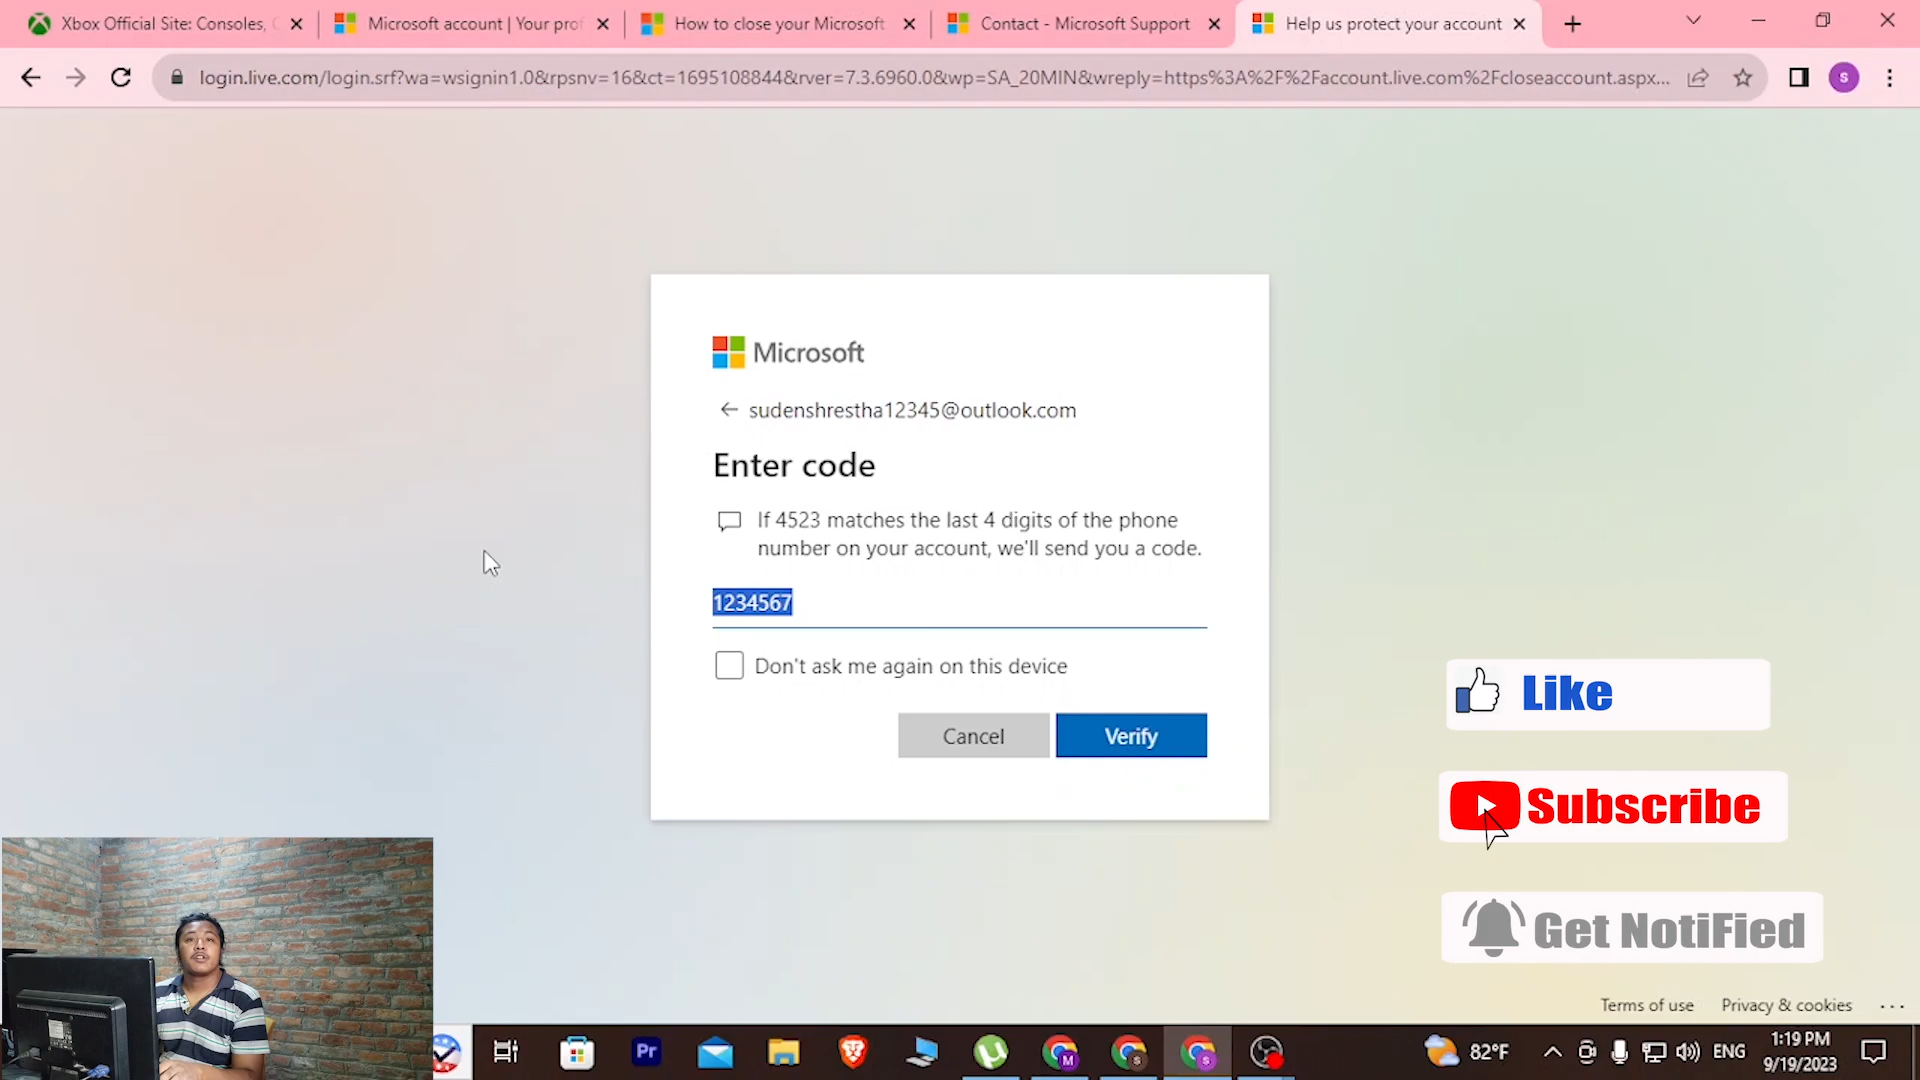 Xbox Official Site: Consoles,
Microsoft account | Your prof
How to close your Microsoft
Contact - Microsoft Support
Help us protect your account
login.live.com/login.srf?wa=wsignin1.0&rpsnv=16&ct=1695108844&rver=7.3.6960.0&wp=SA_20MIN&wreply=https%3A%2F%2Faccount.live.com%2Fcloseaccount.aspx...
S
Microsoft
sudenshrestha12345@outlook.com
Enter code
If 4523 matches the last 4 digits of the phone
number on your account, we'll send you a code.
1234567
Don't ask me again on this device
Cancel
Verify
Like
Subscribe
Get NotiFied
Terms of use
Privacy & cookies
Pr
M
S
S
82°F
ENG
1:19 PM
9/19/2023